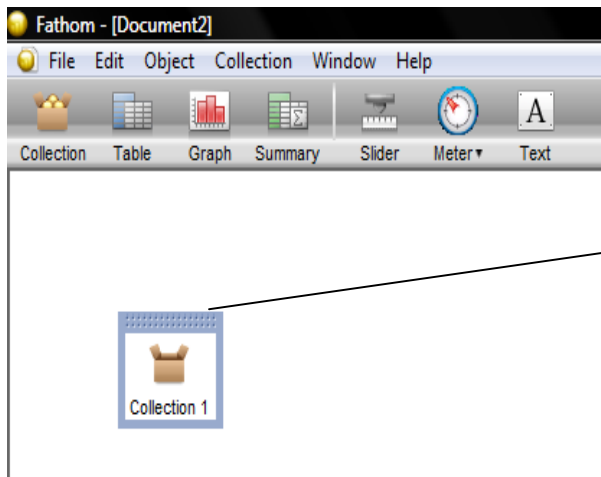 Fathom - [Document2]
File Edit Object Collection Window Help
A
Collection Table Graph Summary Slider Meter Text
Collection 1